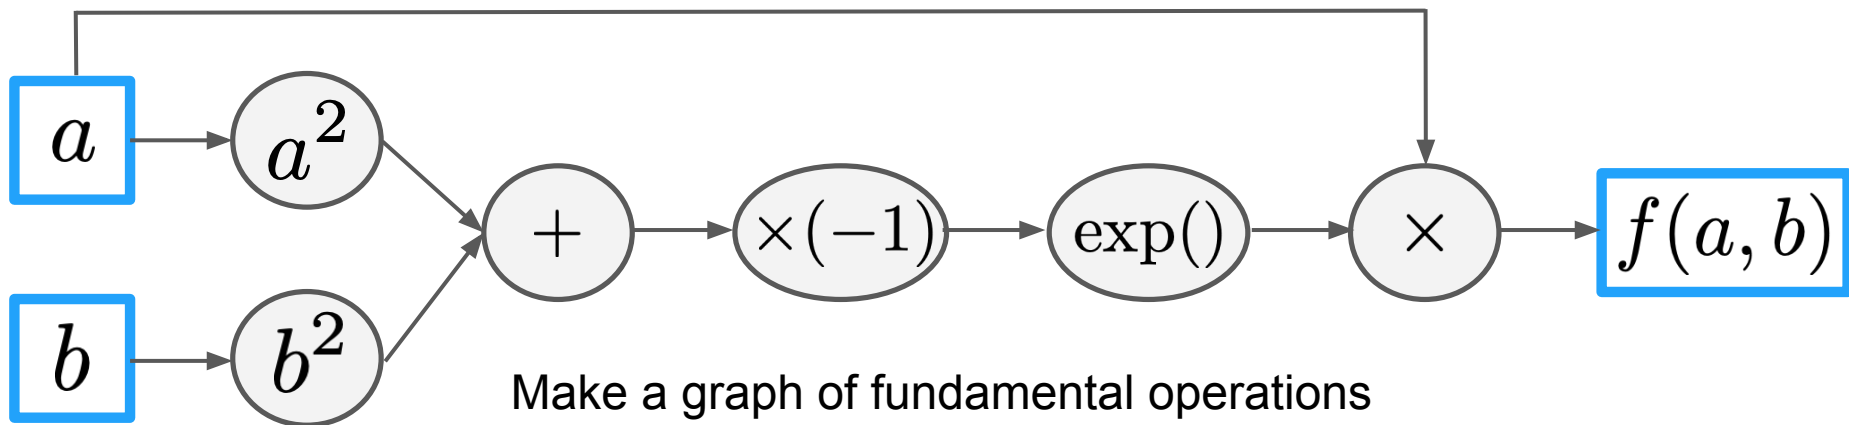 a
a²
+
×(−1)
exp()
×
f(a, b)
b
b²
Make a graph of fundamental operations